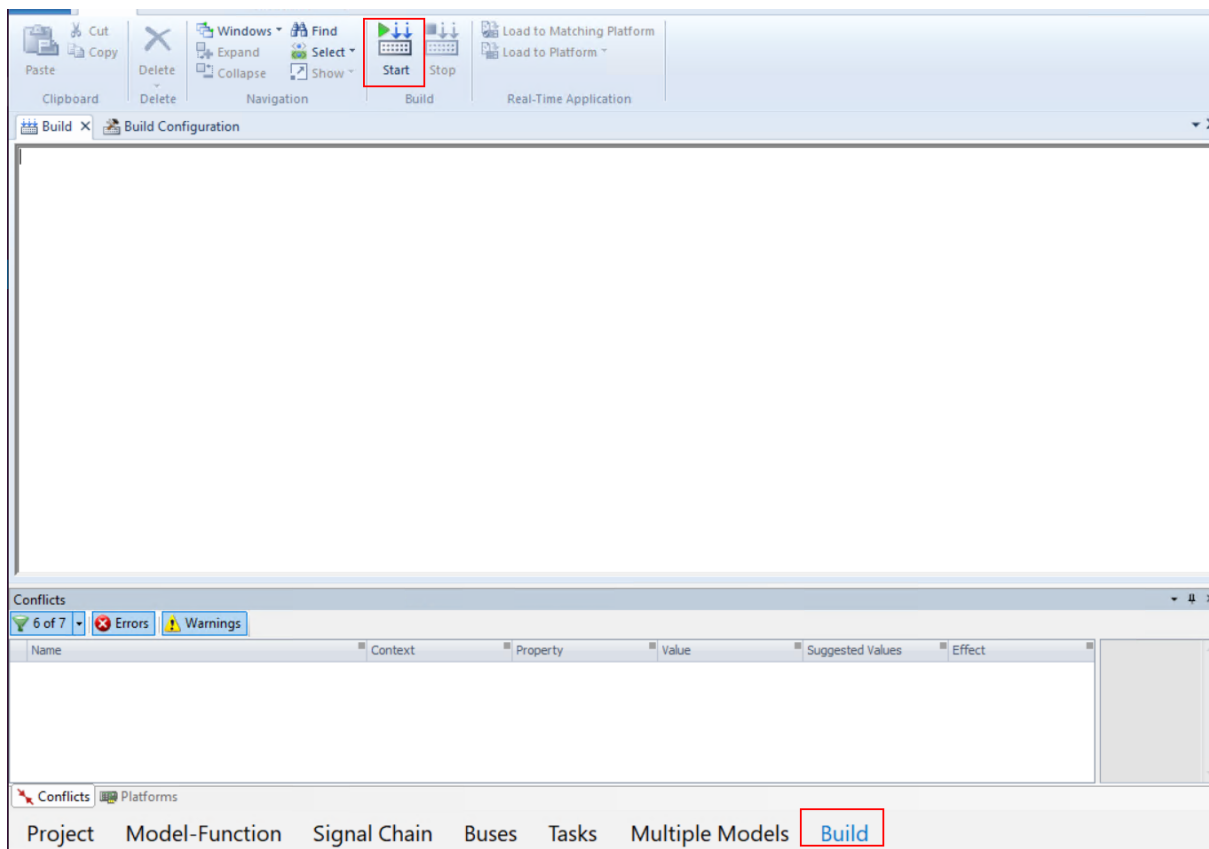 Cut
Copy
Paste
Clipboard
Delete
Delete
Windows
Expand
Collapse
Find
Select
Show
Navigation
Start
Stop
Build
Load to Matching Platform
Load to Platform
Real-Time Application
Build
Build Configuration
Conflicts
6 of 7
Errors
Warnings
Name
Context
Property
Value
Suggested Values
Effect
Conflicts
Platforms
Project
Model-Function
Signal Chain
Buses
Tasks
Multiple Models
Build